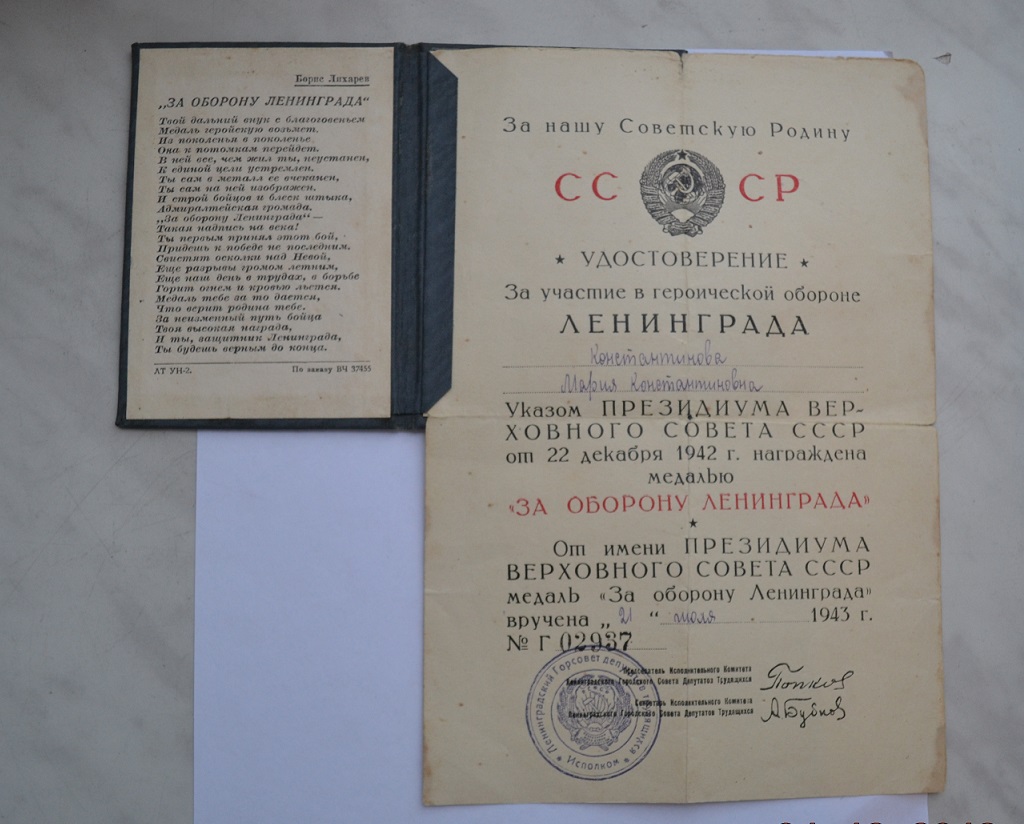 Борис Лихарев
„ЗА ОБОРОНУ ЛЕНИНГРАДА“
Твой дальний внук с благоговеньем
Медаль геройскую возьмет.
Из поколенья в поколенье
Она к потомкам перейдет.
В ней все, чем жил ты, неустанен,
К единой цели устремлен.
Ты сам в металл ее вчеканен,
Ты сам на ней изображен.
И строй бойцов и блеск штыка,
Адмиралтейская громада.
„За оборону Ленинграда“ —
Такая надпись на века!
Ты первым принял этот бой,
Придешь к победе не последним.
Свистят осколки над Невой,
Еще разрывы громом летним,
Еще наш день в трудах, в борьбе
Горит огнем и кровью льется.
Медаль тебе за то дается,
Что верит родина тебе.
За неизменный путь бойца
Твоя высокая награда,
И ты, защитник Ленинграда,
Ты будешь верным до конца.
ЛТ УН-2. По заказу ВЧ 37455
За нашу Советскую Родину
СС СР
★ УДОСТОВЕРЕНИЕ ★
За участие в героической обороне
ЛЕНИНГРАДА
Константинова
Мария Константиновна
Указом ПРЕЗИДИУМА ВЕР-
ХОВНОГО СОВЕТА СССР
от 22 декабря 1942 г. награждена
медалью
«ЗА ОБОРОНУ ЛЕНИНГРАДА»
★
От имени ПРЕЗИДИУМА
ВЕРХОВНОГО СОВЕТА СССР
медаль «За оборону Ленинграда»
вручена „ 21 “ июля 1943 г.
№ Г 02937
Председатель Исполнительного Комитета
Ленинградского Городского Совета Депутатов Трудящихся
Попков
Секретарь Исполнительного Комитета
Ленинградского Городского Совета Депутатов Трудящихся
АБубнов
Ленинградский Горсовет депутатов трудящихся
Исполком